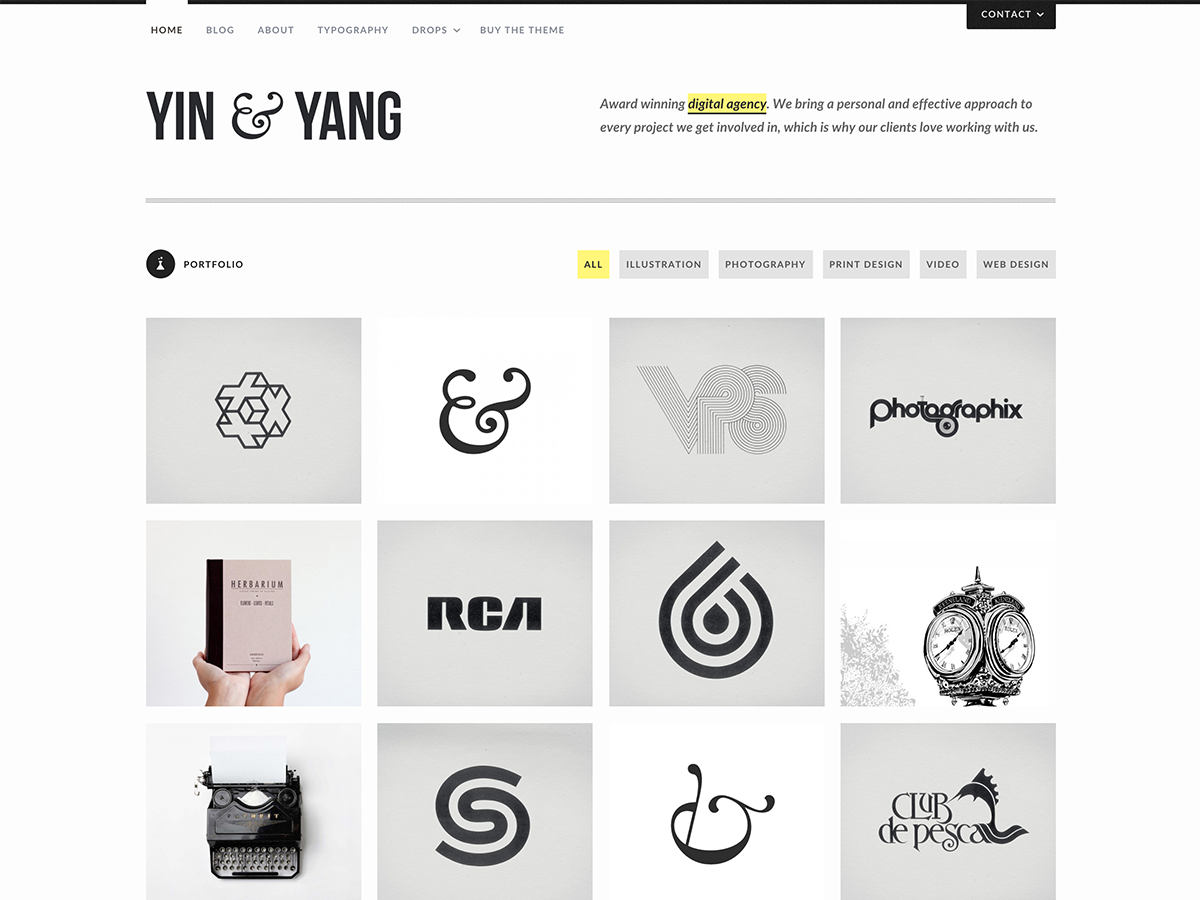 CONTACT
HOME BLOG ABOUT TYPOGRAPHY DROPS BUY THE THEME
YIN & YANG
Award winning digital agency. We bring a personal and effective approach to
every project we get involved in, which is why our clients love working with us.
PORTFOLIO
ALL ILLUSTRATION PHOTOGRAPHY PRINT DESIGN VIDEO WEB DESIGN
&
VPS
photographix
HERBARIUM
RCA
ROLEX
S
&
CLUB
de pesca